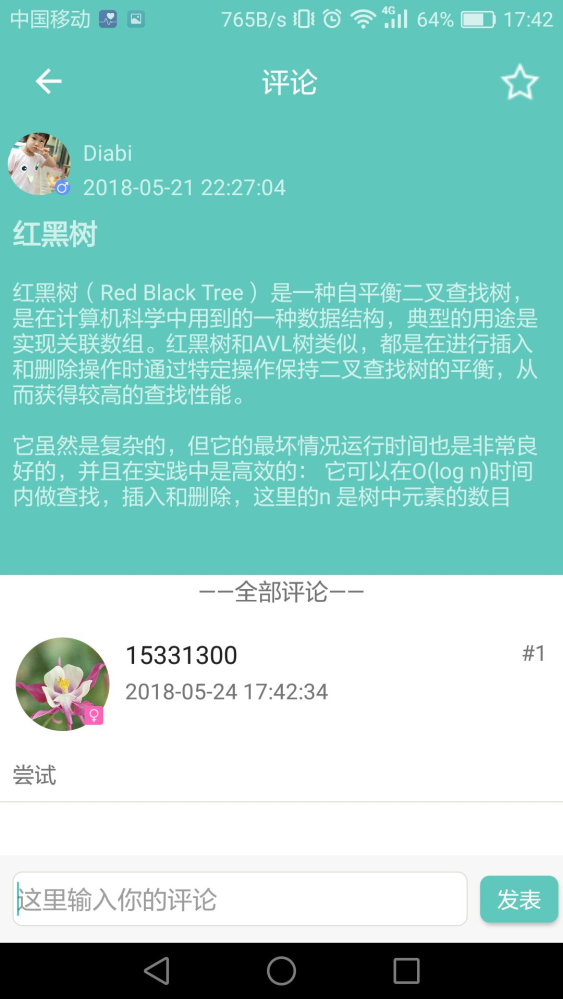 中国移动 765B/s 4G 64% 17:42
评论
Diabi
2018-05-21 22:27:04
红黑树
红黑树（ Red Black Tree ） 是一种自平衡二叉查找树，
是在计算机科学中用到的一种数据结构，典型的用途是
实现关联数组。红黑树和AVL树类似，都是在进行插入
和删除操作时通过特定操作保持二叉查找树的平衡，从
而获得较高的查找性能。
它虽然是复杂的，但它的最坏情况运行时间也是非常良
好的，并且在实践中是高效的： 它可以在O(log n)时间
内做查找，插入和删除，这里的n 是树中元素的数目
——全部评论——
15331300 #1
2018-05-24 17:42:34
尝试
这里输入你的评论 发表